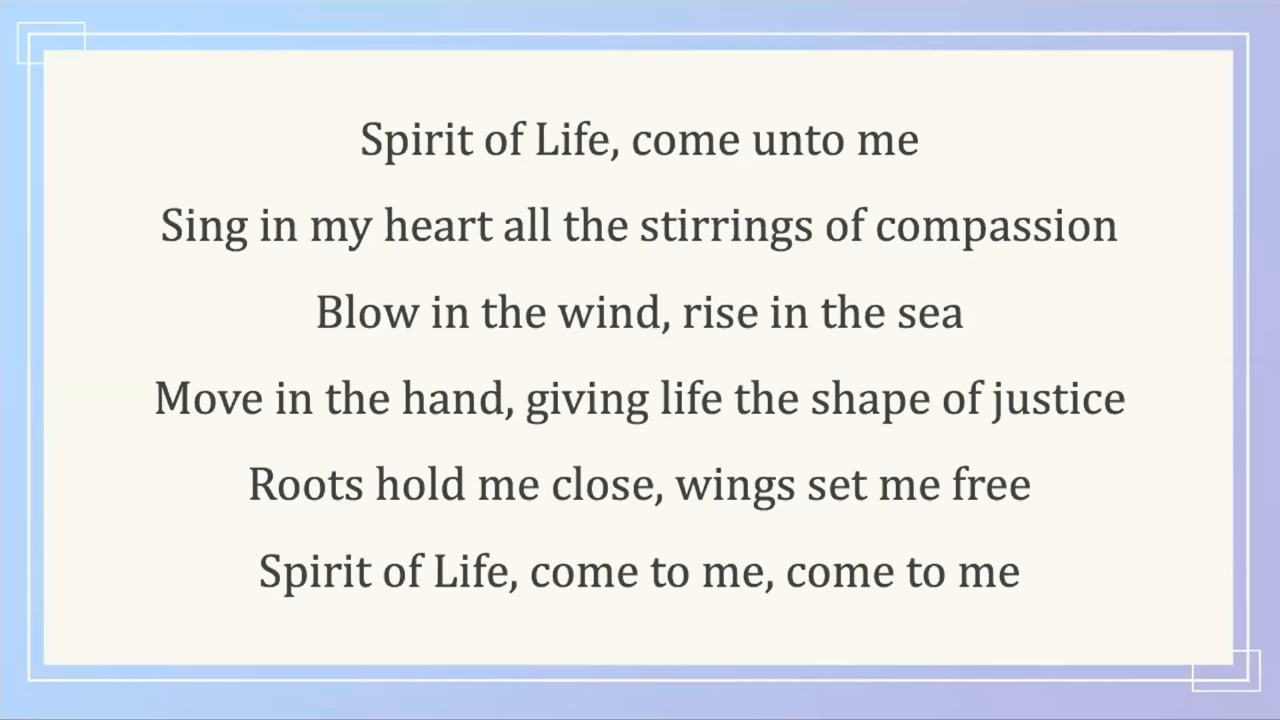 Spirit of Life, come unto me
Sing in my heart all the stirrings of compassion
Blow in the wind, rise in the sea
Move in the hand, giving life the shape of justice
Roots hold me close, wings set me free
Spirit of Life, come to me, come to me